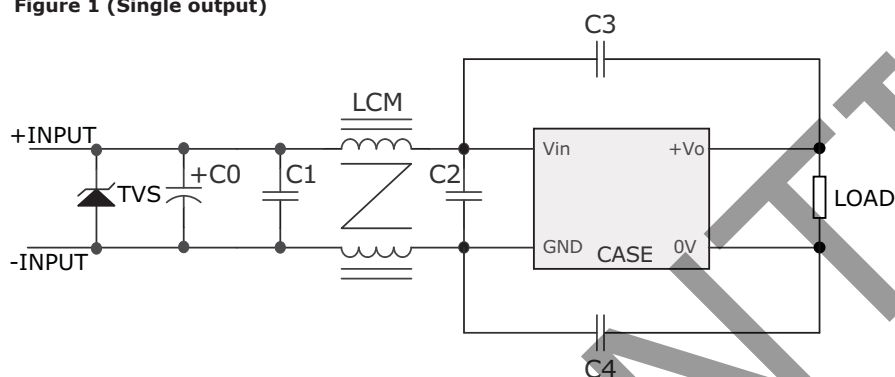 Figure 1 (Single output)
C3
LCM
+INPUT
Vin
+Vo
TVS
+C0
C1
C2
LOAD
GND
CASE
0V
-INPUT
C4